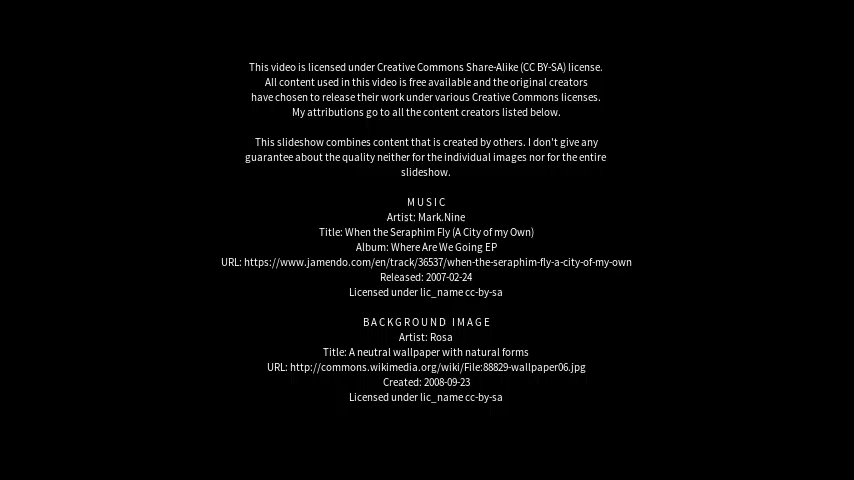 This video is licensed under Creative Commons Share-Alike (CC BY-SA) license.
All content used in this video is free available and the original creators
have chosen to release their work under various Creative Commons licenses.
My attributions go to all the content creators listed below.
This slideshow combines content that is created by others. I don't give any
guarantee about the quality neither for the individual images nor for the entire
slideshow.
MUSIC
Artist: Mark.Nine
Title: When the Seraphim Fly (A City of my Own)
Album: Where Are We Going EP
URL: https://www.jamendo.com/en/track/36537/when-the-seraphim-fly-a-city-of-my-own
Released: 2007-02-24
Licensed under lic_name cc-by-sa
BACKGROUND IMAGE
Artist: Rosa
Title: A neutral wallpaper with natural forms
URL: http://commons.wikimedia.org/wiki/File:88829-wallpaper06.jpg
Created: 2008-09-23
Licensed under lic_name cc-by-sa